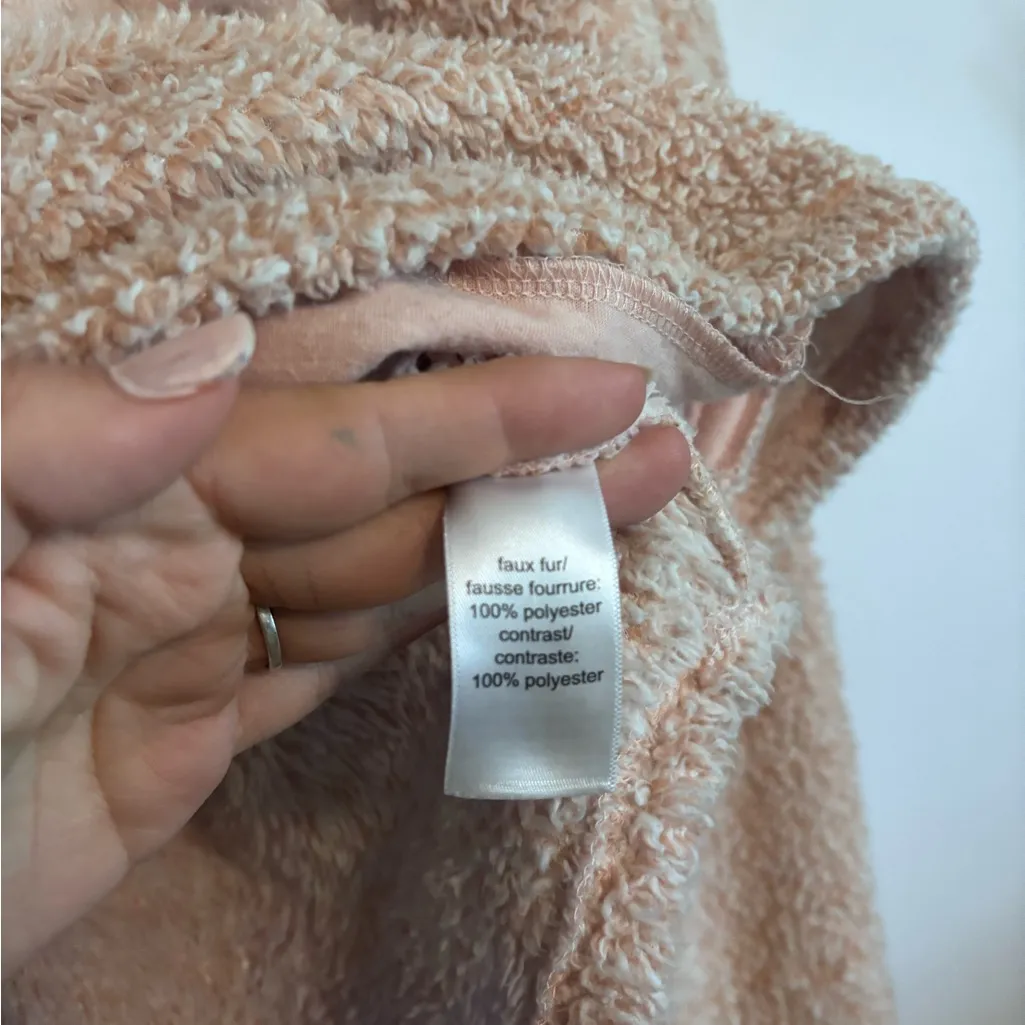 faux fur/
fausse fourrure:
100% polyester
contrast/
contraste:
100% polyester